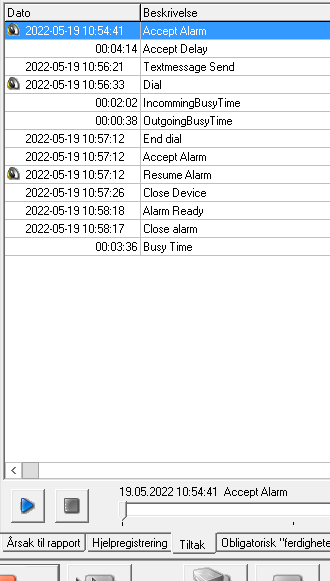 Dato Beskrivelse
2022-05-19 10:54:41 Accept Alarm
00:04:14 Accept Delay
2022-05-19 10:56:21 Textmessage Send
2022-05-19 10:56:33 Dial
00:02:02 IncommingBusyTime
00:00:38 OutgoingBusyTime
2022-05-19 10:57:12 End dial
2022-05-19 10:57:12 Accept Alarm
2022-05-19 10:57:12 Resume Alarm
2022-05-19 10:57:26 Close Device
2022-05-19 10:58:18 Alarm Ready
2022-05-19 10:58:17 Close alarm
00:03:36 Busy Time
19.05.2022 10:54:41 Accept Alarm
Årsak til rapport Hjelpregistrering Tiltak Obligatorisk "ferdighete